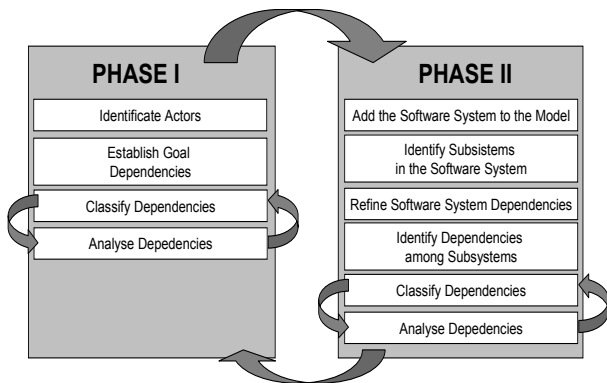 PHASE I
Identificate Actors
Establish Goal
Dependencies
Classify Dependencies
Analyse Depedencies
PHASE II
Add the Software System to the Model
Identify Subsistems
in the Software System
Refine Software System Dependencies
Identify Dependencies
among Subsystems
Classify Dependencies
Analyse Depedencies